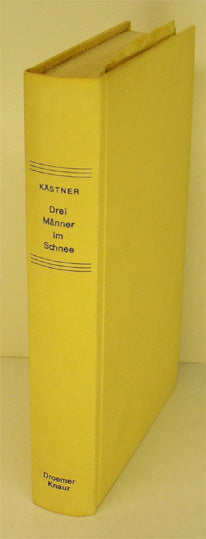 KÄSTNER
Drei
Männer
im
Schnee
Droemer
Knaur